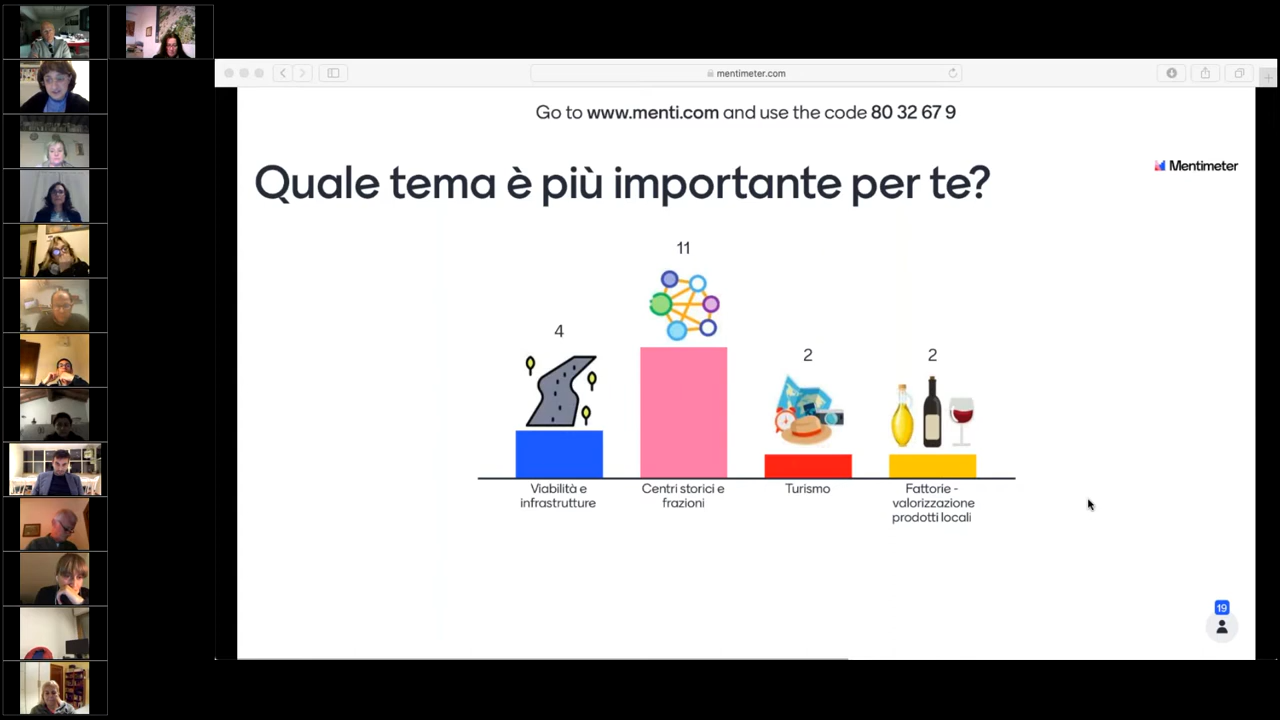 mentimeter.com
Go to www.menti.com and use the code 80 32 67 9
Quale tema è più importante per te?
Mentimeter
4
11
2
2
Viabilità e
infrastrutture
Centri storici e
frazioni
Turismo
Fattorie -
valorizzazione
prodotti locali
19